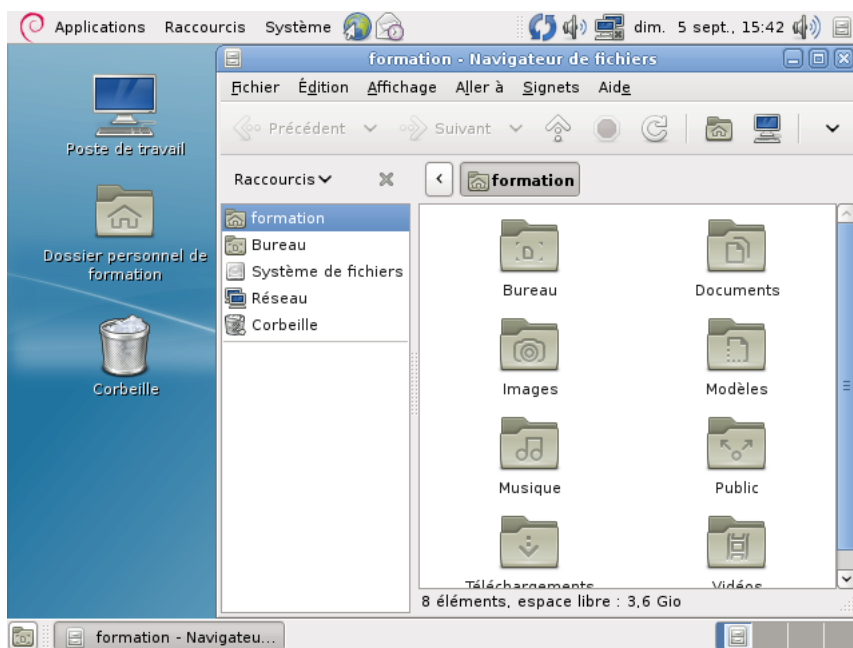 Applications Raccourcis Système dim. 5 sept., 15:42
formation - Navigateur de fichiers
Fichier Édition Affichage Aller à Signets Aide
Précédent Suivant
Raccourcis formation
formation
Bureau
Système de fichiers
Réseau
Corbeille
Poste de travail
Dossier personnel de
formation
Corbeille
Bureau Documents
Images Modèles
Musique Public
Téléchargements Vidéos
8 éléments, espace libre : 3,6 Gio
formation - Navigateu...